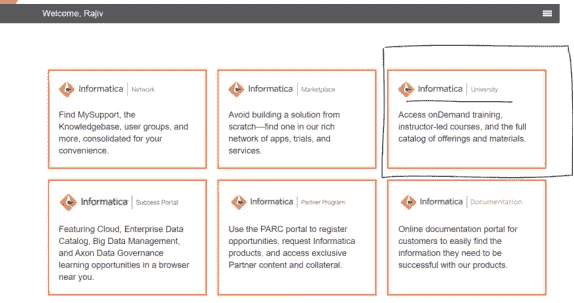 Welcome, Rajiv
Informatica Network
Find MySupport, the
Knowledgebase, user groups, and
more, consolidated for your
convenience.
Informatica Marketplace
Avoid building a solution from
scratch—find one in our rich
network of apps, trials, and
services.
Informatica University
Access onDemand training,
instructor-led courses, and the full
catalog of offerings and materials.
Informatica Success Portal
Featuring Cloud, Enterprise Data
Catalog, Big Data Management,
and Axon Data Governance
learning opportunities in a browser
near you.
Informatica Partner Program
Use the PARC portal to register
opportunities, request Informatica
products, and access exclusive
Partner content and collateral.
Informatica Documentation
Online documentation portal for
customers to easily find the
information they need to be
successful with our products.